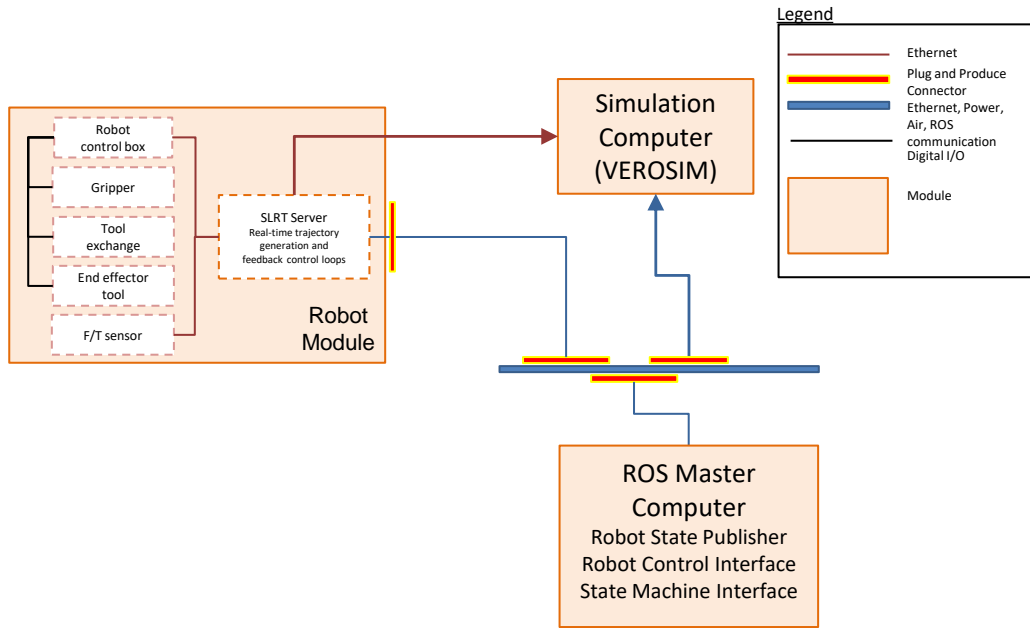 Legend
Ethernet
Plug and Produce
Connector
Ethernet, Power,
Air, ROS
communication
Digital I/O
Module
Robot
control box
Gripper
Tool
exchange
End effector
tool
F/T sensor
SLRT Server
Real-time trajectory
generation and
feedback control loops
Robot
Module
Simulation
Computer
(VEROSIM)
ROS Master
Computer
Robot State Publisher
Robot Control Interface
State Machine Interface